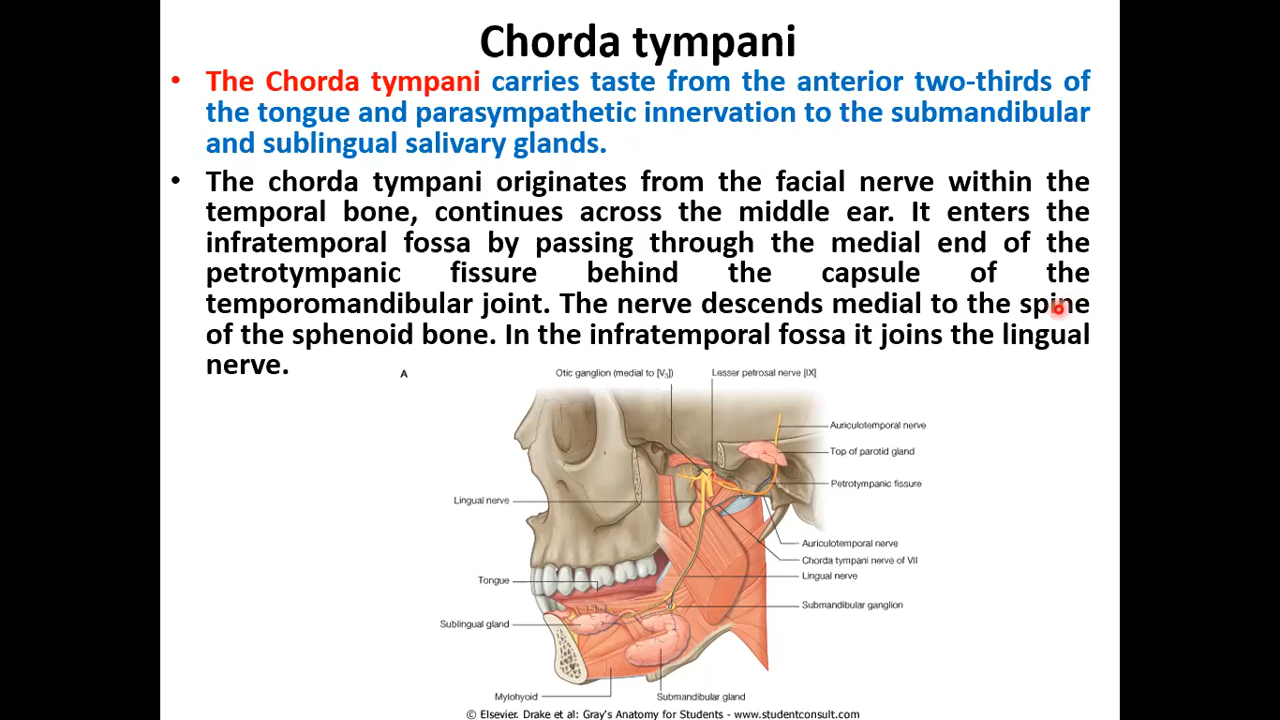 Chorda tympani
• The Chorda tympani carries taste from the anterior two-thirds of
the tongue and parasympathetic innervation to the submandibular
and sublingual salivary glands.
• The chorda tympani originates from the facial nerve within the
temporal bone, continues across the middle ear. It enters the
infratemporal fossa by passing through the medial end of the
petrotympanic fissure behind the capsule of the
temporomandibular joint. The nerve descends medial to the spine
of the sphenoid bone. In the infratemporal fossa it joins the lingual
nerve.
A
Otic ganglion (medial to [V₃])
Lesser petrosal nerve [IX]
Auriculotemporal nerve
Top of parotid gland
Petrotympanic fissure
Lingual nerve
Auriculotemporal nerve
Chorda tympani nerve of VII
Lingual nerve
Tongue
Submandibular ganglion
Sublingual gland
Mylohyoid
Submandibular gland
© Elsevier. Drake et al: Gray's Anatomy for Students - www.studentconsult.com